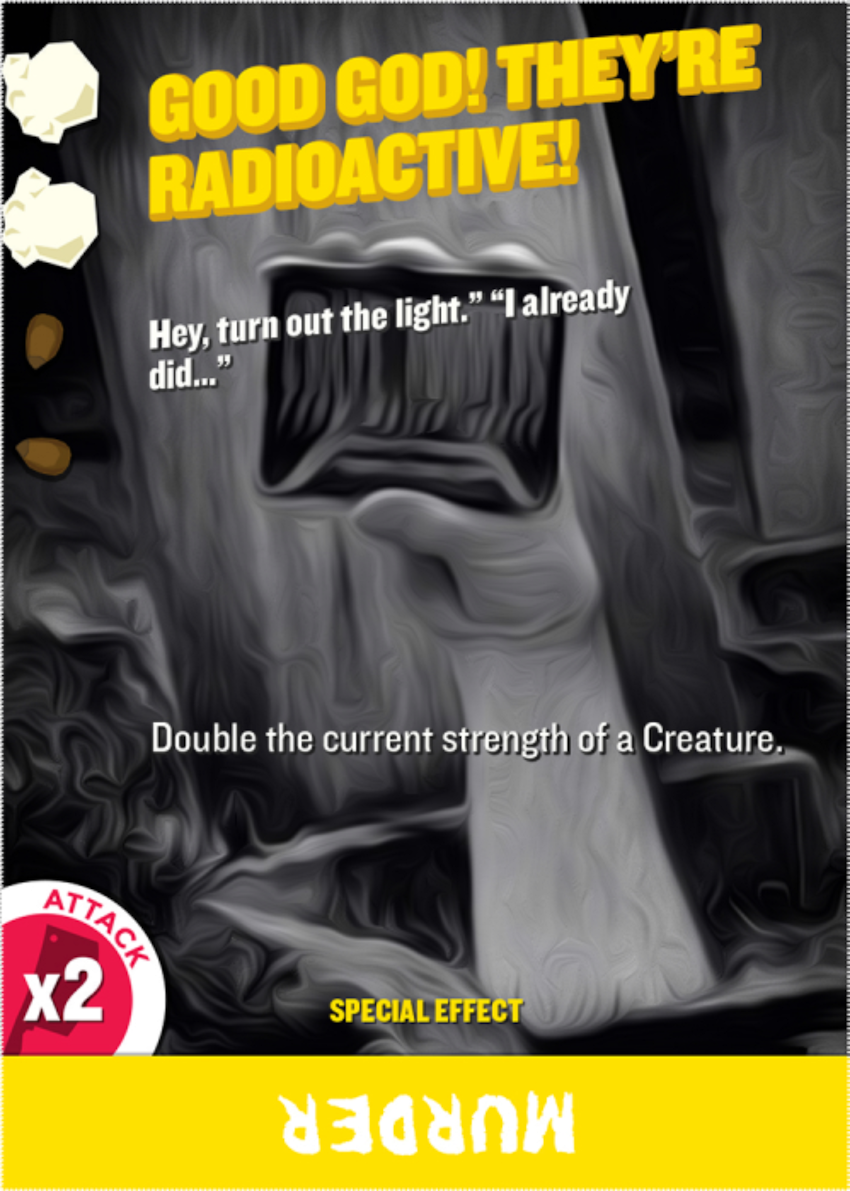 GOOD GOD! THEY'RE
RADIOACTIVE!
Hey, turn out the light.” “I already
did...”
Double the current strength of a Creature.
ATTACK
x2
SPECIAL EFFECT
MURDER